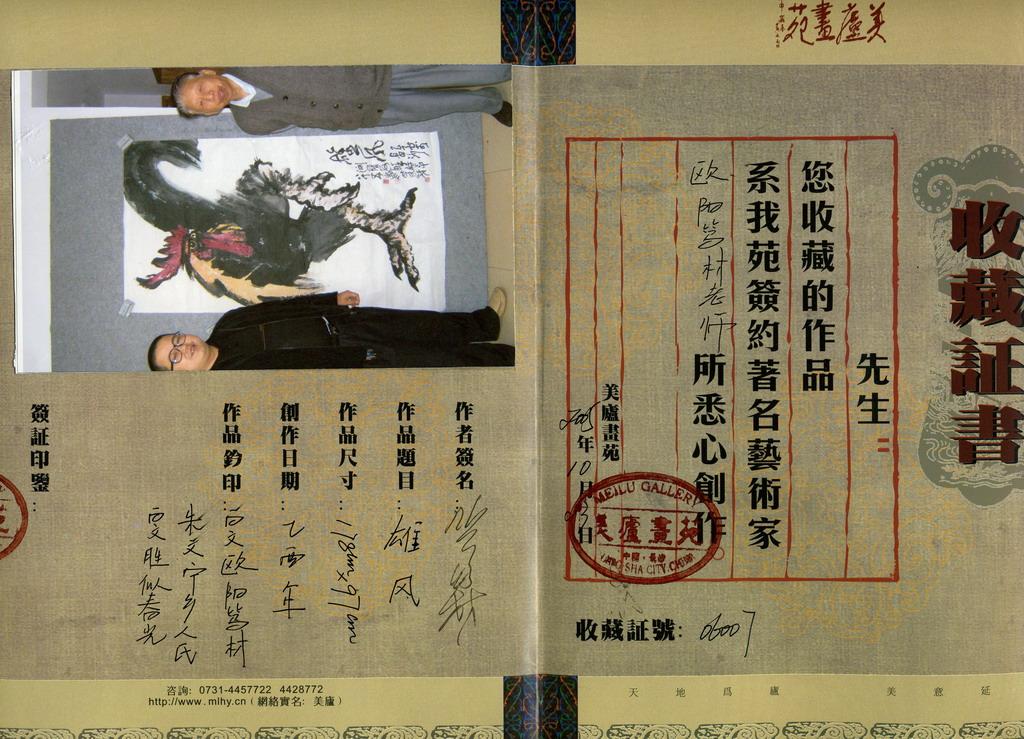 美廬畫苑
收藏証書
先生：
您收藏的作品
系我苑簽約著名藝術家
欧阳笃材老师所悉心創作。
美廬畫苑
2005年10月03日
MEILU GALLERY
美廬畫苑
中國·長沙
CHANGSHA CITY.CHINA
收藏証號：06007
延意美 廬爲地天
作者簽名：
作品題目：雄风
作品尺寸：178cm×97cm
創作日期：乙酉年
作品鈐印：白文欧阳笃材
朱文宁乡人氏
霜胜似春光
簽証印鑒：
咨詢: 0731-4457722 4428772
http://www.mlhy.cn ( 網絡實名: 美廬 )